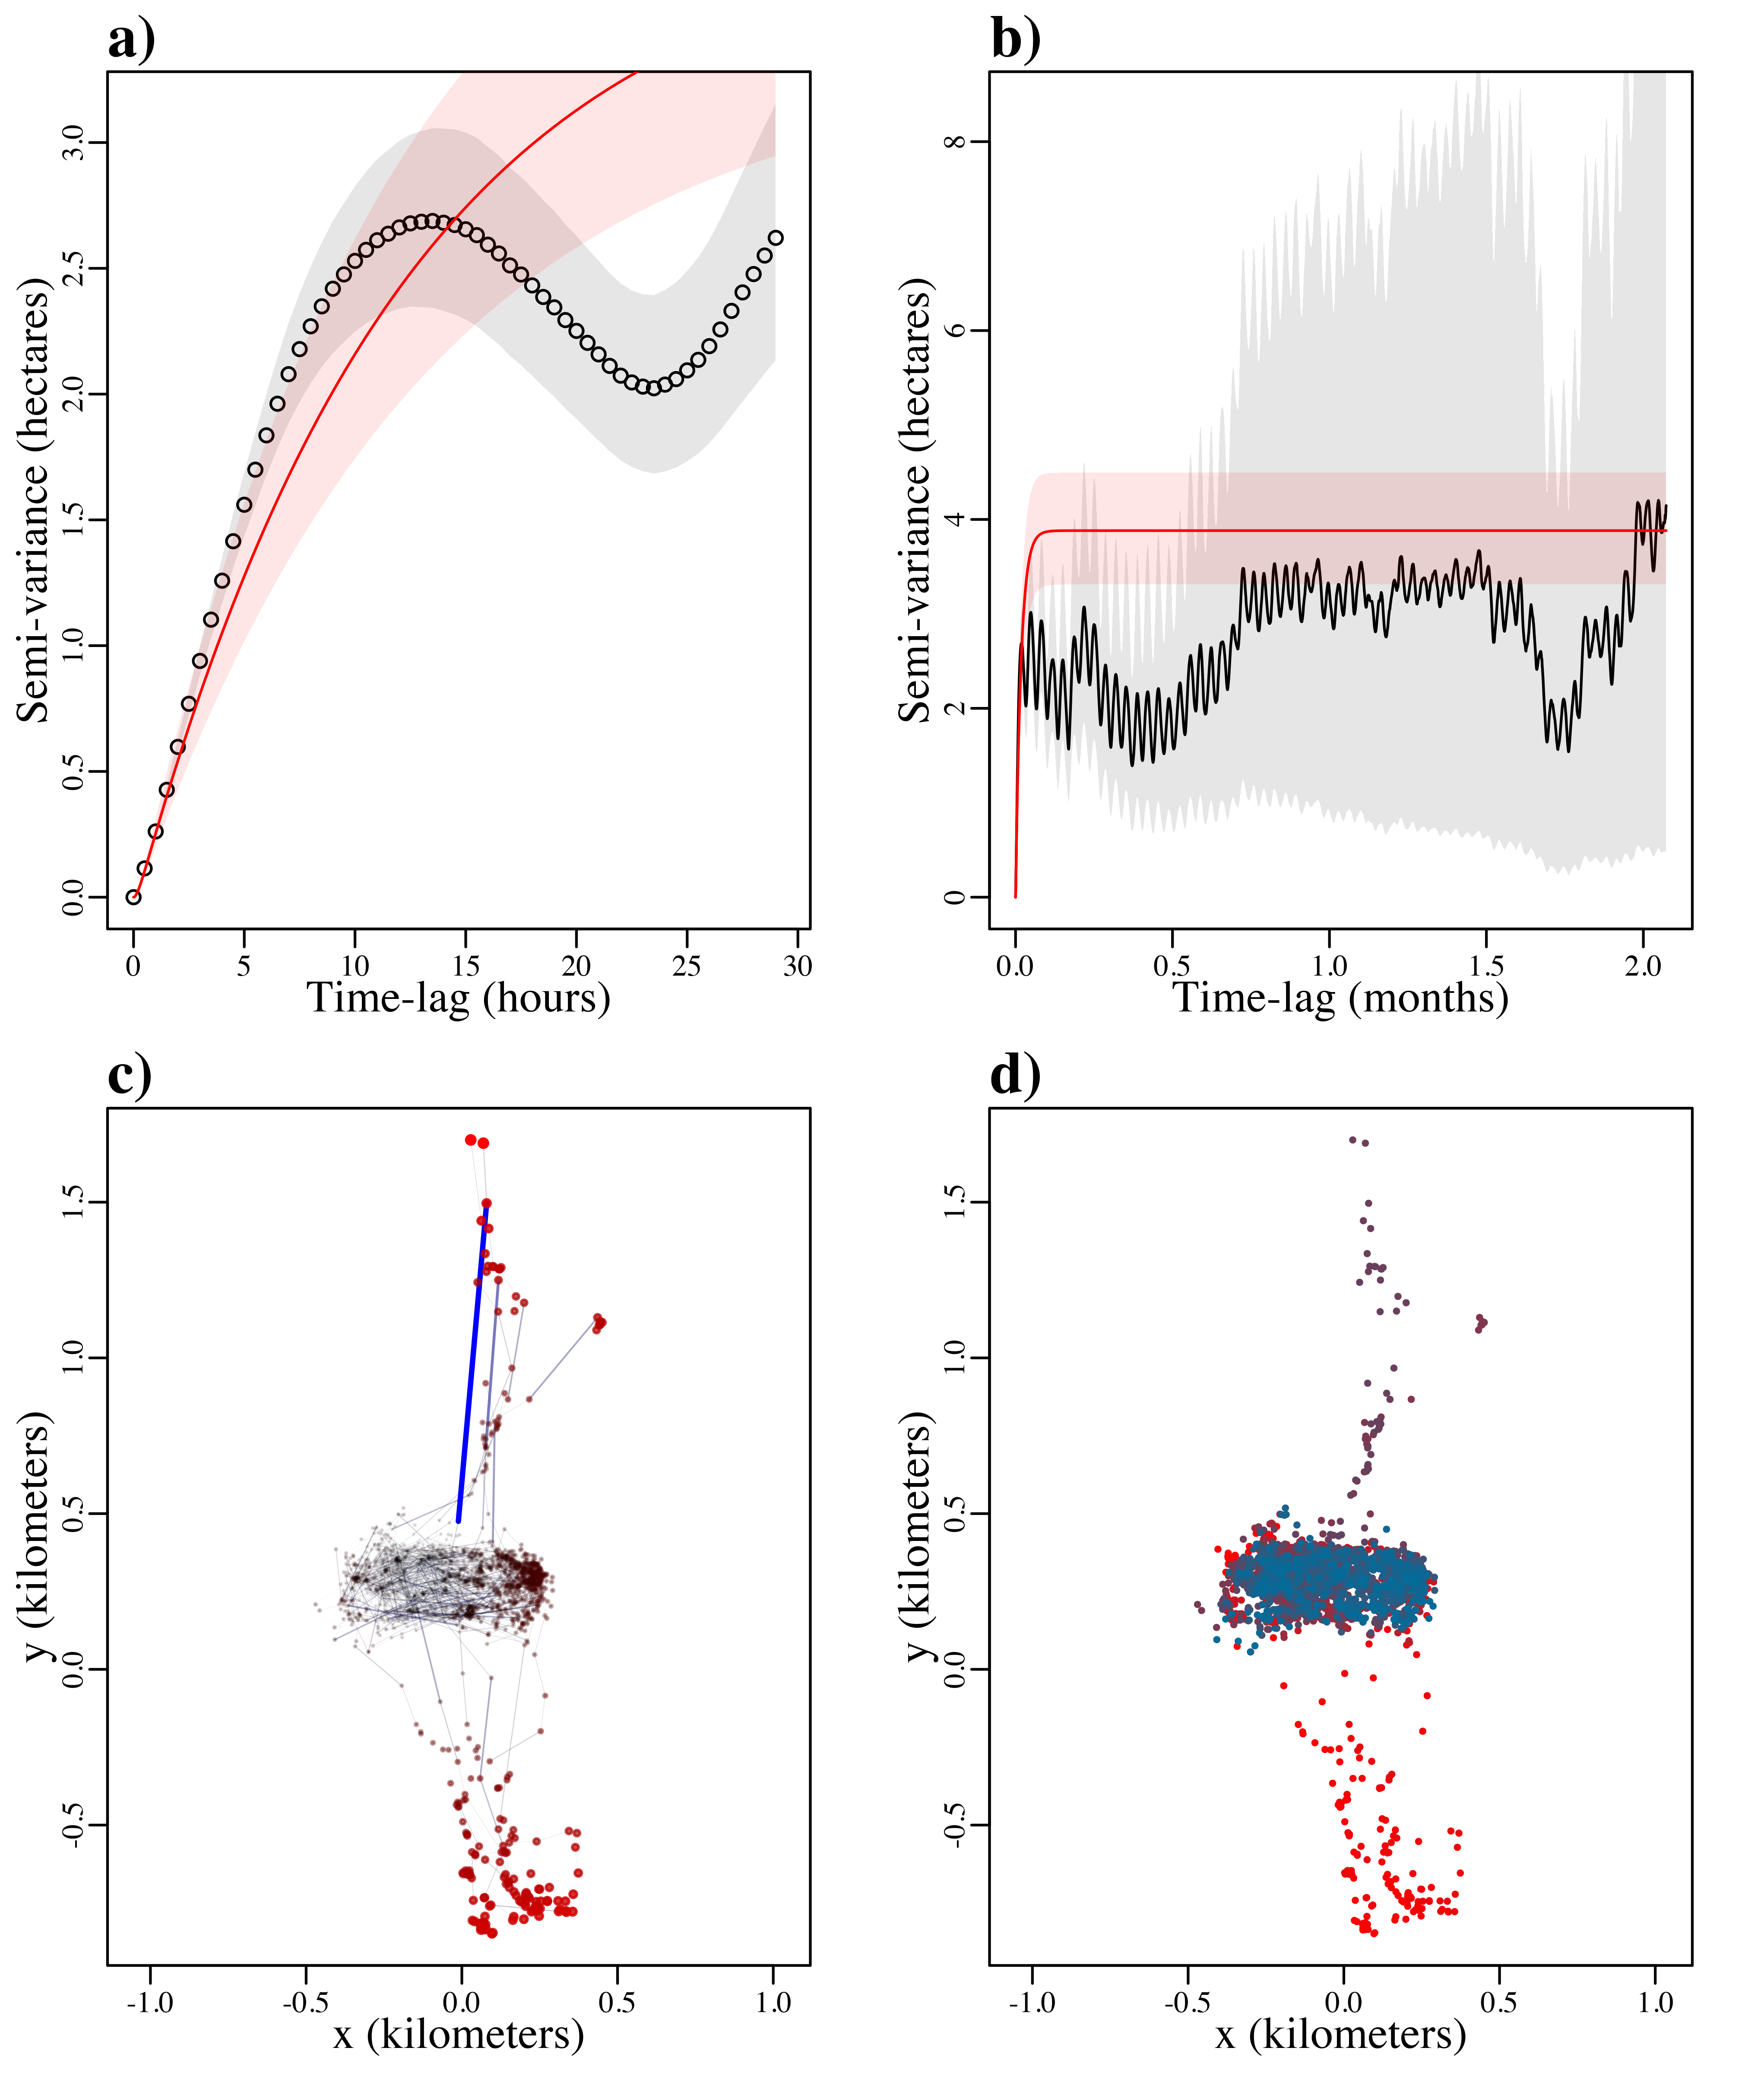 a)
Semi-variance (hectares)
3.0
2.5
2.0
1.5
1.0
0.5
0.0
0 5 10 15 20 25 30
Time-lag (hours)
b)
Semi-variance (hectares)
8
6
4
2
0
0.0 0.5 1.0 1.5 2.0
Time-lag (months)
c)
y (kilometers)
1.5
1.0
0.5
0.0
-0.5
-1.0 -0.5 0.0 0.5 1.0
x (kilometers)
d)
y (kilometers)
1.5
1.0
0.5
0.0
-0.5
-1.0 -0.5 0.0 0.5 1.0
x (kilometers)